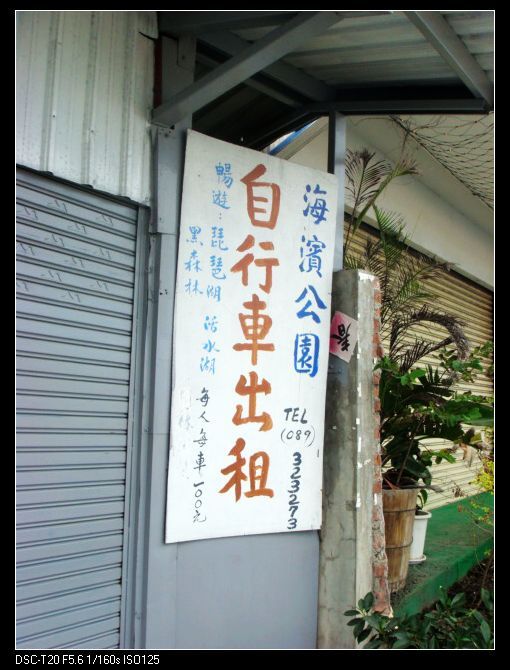 海濱公園
TEL
(089)
323273
自行車出租
暢遊：琵琶湖 活水湖
黑森林
每人每車一00元
DSC-T20 F5.6 1/160s ISO125